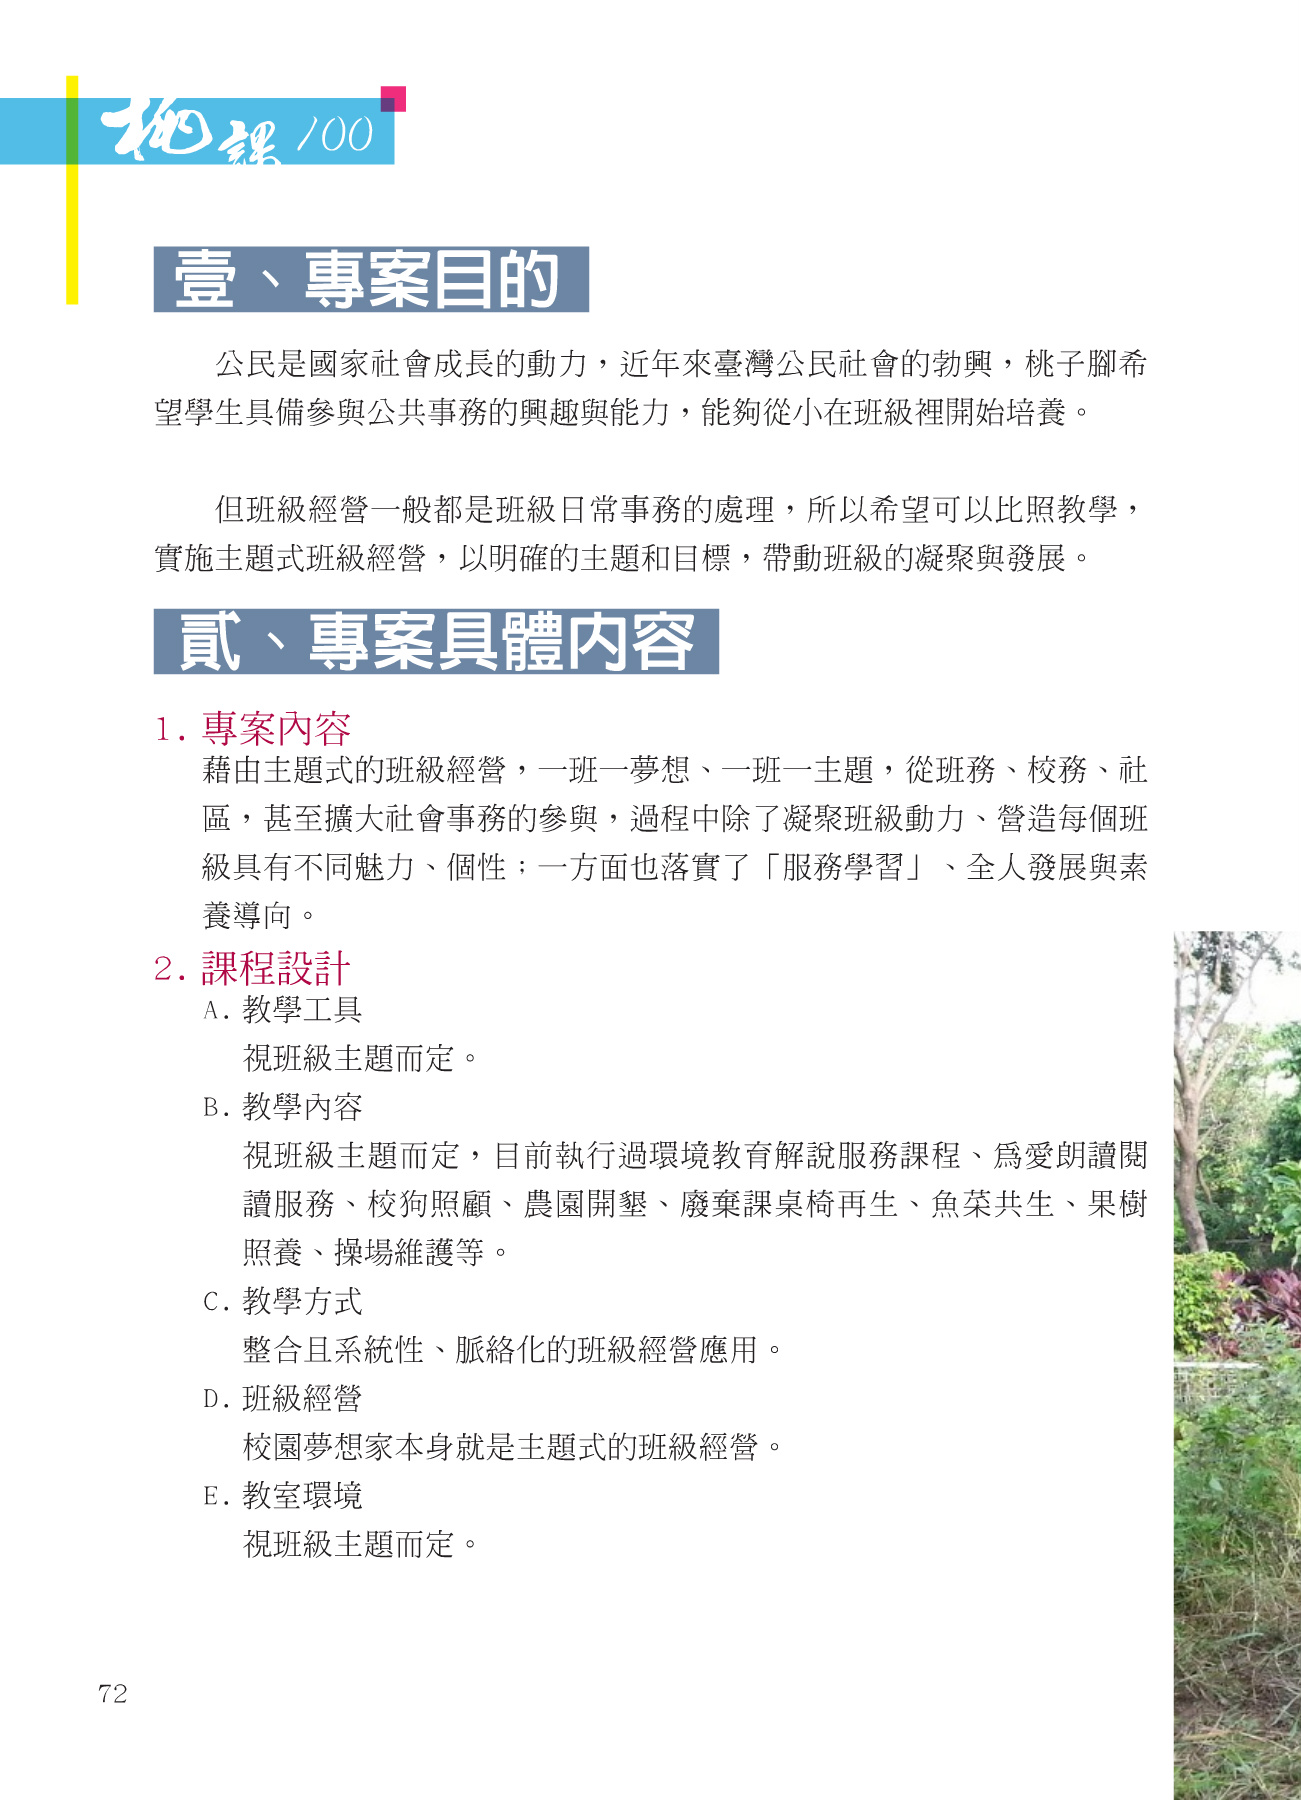 桃課100
壹、專案目的
公民是國家社會成長的動力，近年來臺灣公民社會的勃興，桃子腳希
望學生具備參與公共事務的興趣與能力，能夠從小在班級裡開始培養。
但班級經營一般都是班級日常事務的處理，所以希望可以比照教學，
實施主題式班級經營，以明確的主題和目標，帶動班級的凝聚與發展。
貳、專案具體內容
1. 專案內容
藉由主題式的班級經營，一班一夢想、一班一主題，從班務、校務、社
區，甚至擴大社會事務的參與，過程中除了凝聚班級動力、營造每個班
級具有不同魅力、個性；一方面也落實了「服務學習」、全人發展與素
養導向。
2. 課程設計
A. 教學工具
視班級主題而定。
B. 教學內容
視班級主題而定，目前執行過環境教育解說服務課程、為愛朗讀閱
讀服務、校狗照顧、農園開墾、廢棄課桌椅再生、魚菜共生、果樹
照養、操場維護等。
C. 教學方式
整合且系統性、脈絡化的班級經營應用。
D. 班級經營
校園夢想家本身就是主題式的班級經營。
E. 教室環境
視班級主題而定。
72